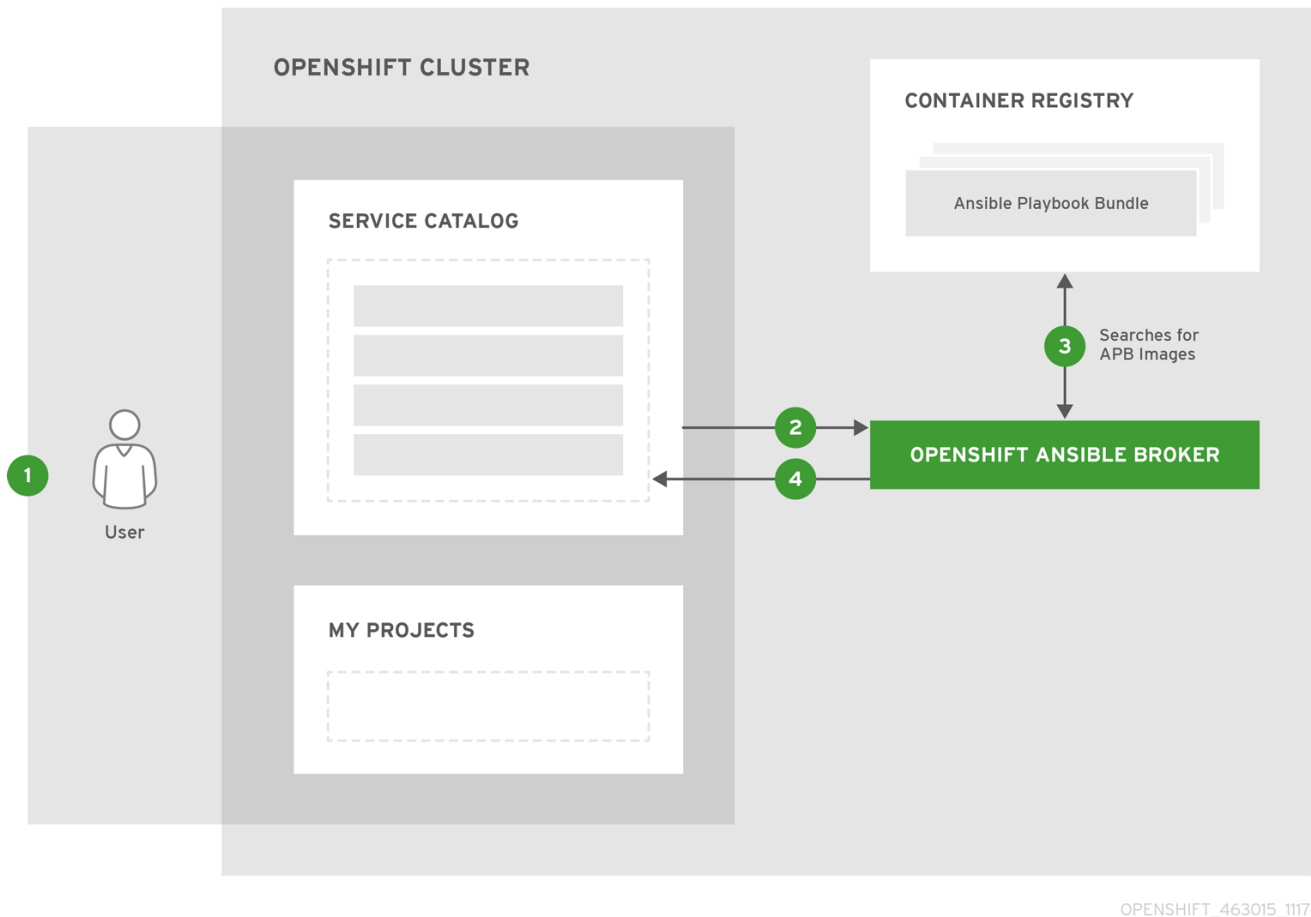 OPENSHIFT CLUSTER
CONTAINER REGISTRY
Ansible Playbook Bundle
SERVICE CATALOG
3
Searches for
APB Images
2
OPENSHIFT ANSIBLE BROKER
4
1
User
MY PROJECTS
OPENSHIFT_463015_1117